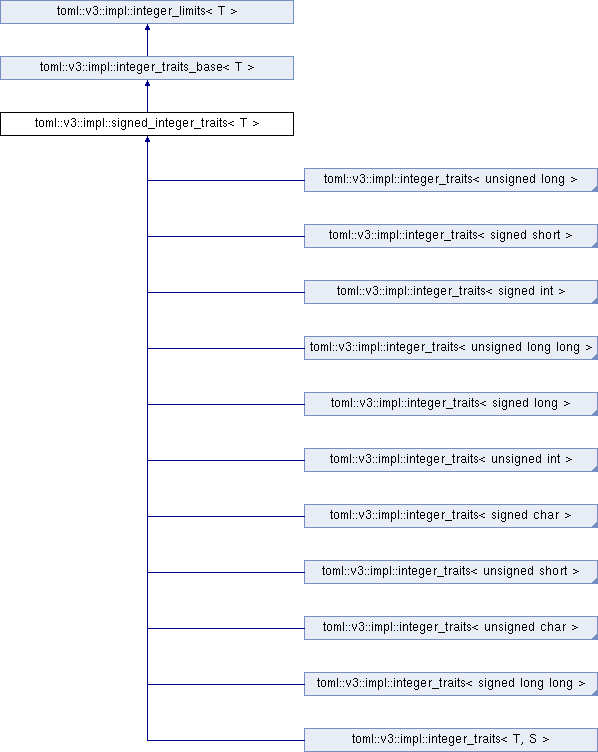 toml::v3::impl::integer_limits< T >
toml::v3::impl::integer_traits_base< T >
toml::v3::impl::signed_integer_traits< T >
toml::v3::impl::integer_traits< unsigned long >
toml::v3::impl::integer_traits< signed short >
toml::v3::impl::integer_traits< signed int >
toml::v3::impl::integer_traits< unsigned long long >
toml::v3::impl::integer_traits< signed long >
toml::v3::impl::integer_traits< unsigned int >
toml::v3::impl::integer_traits< signed char >
toml::v3::impl::integer_traits< unsigned short >
toml::v3::impl::integer_traits< unsigned char >
toml::v3::impl::integer_traits< signed long long >
toml::v3::impl::integer_traits< T, S >